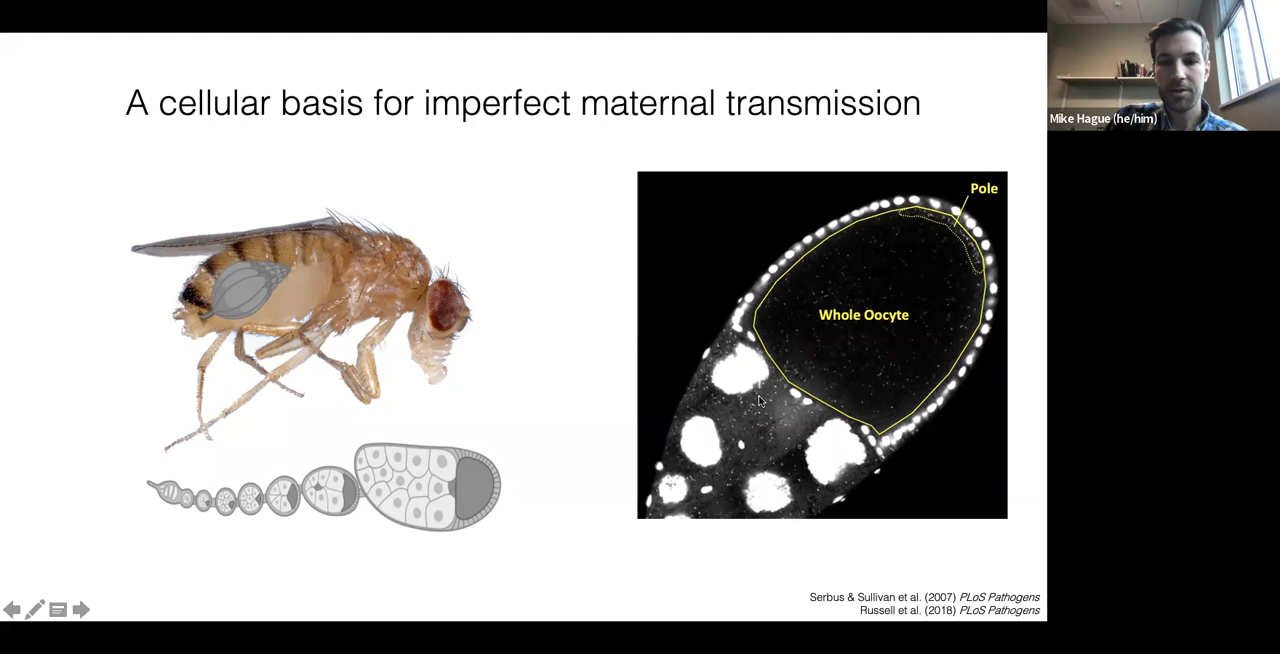 A cellular basis for imperfect maternal transmission
Mike Hague (he/him)
Pole
Whole Oocyte
Serbus & Sullivan et al. (2007) PLoS Pathogens
Russell et al. (2018) PLoS Pathogens